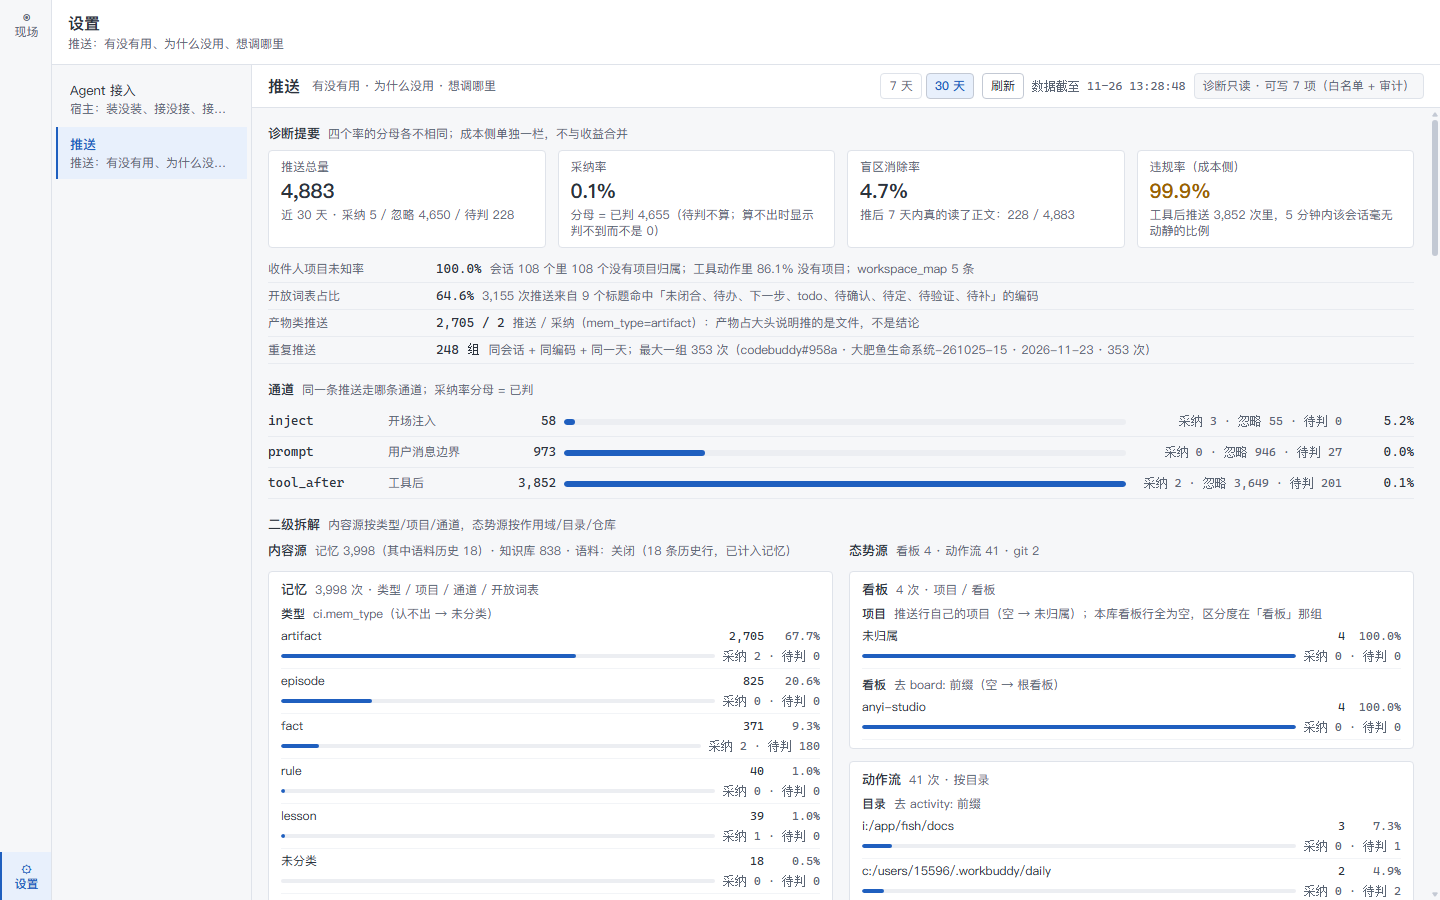 现场
设置
推送：有没有用、为什么没用、想调哪里
Agent 接入
宿主：装没装、接没接、接…
推送
推送：有没有用、为什么没…
设置
推送 有没有用 · 为什么没用 · 想调哪里
7 天 30 天 刷新 数据截至 11-26 13:28:48 诊断只读 · 可写 7 项（白名单 + 审计）
诊断提要 四个率的分母各不相同；成本侧单独一栏，不与收益合并
推送总量
4,883
近 30 天 · 采纳 5 / 忽略 4,650 / 待判 228
采纳率
0.1%
分母 = 已判 4,655（待判不算；算不出时显示
判不到而不是 0）
盲区消除率
4.7%
推后 7 天内真的读了正文：228 / 4,883
违规率（成本侧）
99.9%
工具后推送 3,852 次里，5 分钟内该会话毫无
动静的比例
收件人项目未知率 100.0% 会话 108 个里 108 个没有项目归属；工具动作里 86.1% 没有项目；workspace_map 5 条
开放词表占比 64.6% 3,155 次推送来自 9 个标题命中「未闭合、待办、下一步、todo、待确认、待定、待验证、待补」的编码
产物类推送 2,705 / 2 推送 / 采纳（mem_type=artifact）：产物占大头说明推的是文件，不是结论
重复推送 248 组 同会话 + 同编码 + 同一天；最大一组 353 次（codebuddy#958a · 大肥鱼生命系统-261025-15 · 2026-11-23 · 353 次）
通道 同一条推送走哪条通道；采纳率分母 = 已判
inject 开场注入 58 采纳 3 · 忽略 55 · 待判 0 5.2%
prompt 用户消息边界 973 采纳 0 · 忽略 946 · 待判 27 0.0%
tool_after 工具后 3,852 采纳 2 · 忽略 3,649 · 待判 201 0.1%
二级拆解 内容源按类型/项目/通道，态势源按作用域/目录/仓库
内容源 记忆 3,998（其中语料历史 18）· 知识库 838 · 语料：关闭（18 条历史行，已计入记忆）
记忆 3,998 次 · 类型 / 项目 / 通道 / 开放词表
类型 ci.mem_type（认不出 → 未分类）
artifact 2,705 67.7%
采纳 2 · 待判 0
episode 825 20.6%
采纳 0 · 待判 0
fact 371 9.3%
采纳 2 · 待判 180
rule 40 1.0%
采纳 0 · 待判 0
lesson 39 1.0%
采纳 1 · 待判 0
未分类 18 0.5%
采纳 0 · 待判 0
态势源 看板 4 · 动作流 41 · git 2
看板 4 次 · 项目 / 看板
项目 推送行自己的项目（空 → 未归属）；本库看板行全为空，区分度在「看板」那组
未归属 4 100.0%
采纳 0 · 待判 0
看板 去 board: 前缀（空 → 根看板）
anyi-studio 4 100.0%
采纳 0 · 待判 0
动作流 41 次 · 按目录
目录 去 activity: 前缀
i:/app/fish/docs 3 7.3%
采纳 0 · 待判 1
c:/users/15596/.workbuddy/daily 2 4.9%
采纳 0 · 待判 2